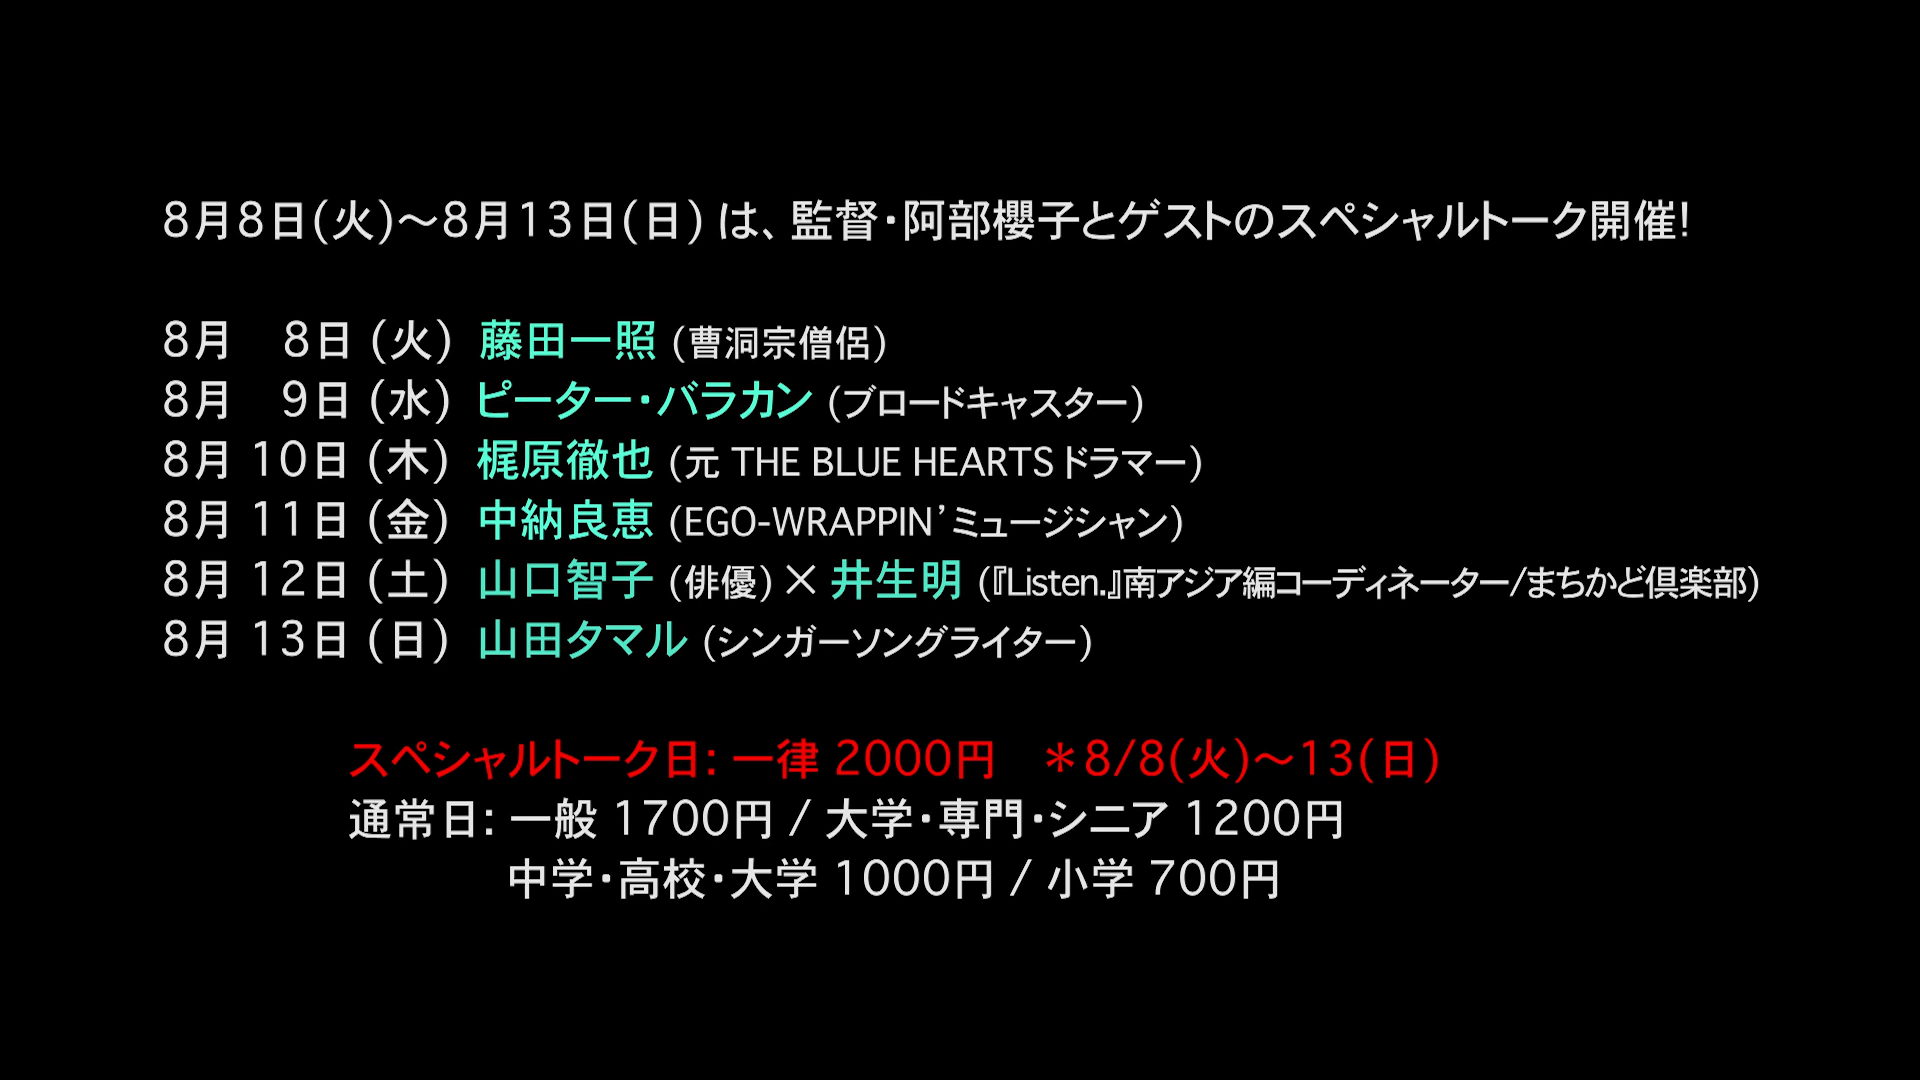 8月8日(火)～8月13日(日)は、監督・阿部櫻子とゲストのスペシャルトーク開催!
8月　8日 (火) 藤田一照 (曹洞宗僧侶)
8月　9日 (水) ピーター・バラカン (ブロードキャスター)
8月 10日 (木) 梶原徹也 (元 THE BLUE HEARTS ドラマー)
8月 11日 (金) 中納良恵 (EGO-WRAPPIN’ミュージシャン)
8月 12日 (土) 山口智子 (俳優) × 井生明 (『Listen.』南アジア編コーディネーター/まちかど倶楽部)
8月 13日 (日) 山田タマル (シンガーソングライター)
スペシャルトーク日: 一律 2000円　＊8/8(火)～13(日)
通常日: 一般 1700円 / 大学・専門・シニア 1200円
中学・高校・大学 1000円 / 小学 700円